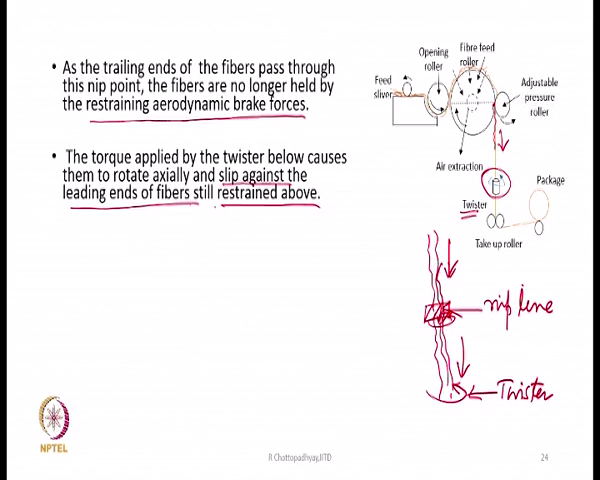 • As the trailing ends of the fibers pass through
this nip point, the fibers are no longer held by
the restraining aerodynamic brake forces.
• The torque applied by the twister below causes
them to rotate axially and slip against the
leading ends of fibers still restrained above.
Opening
roller
Fibre feed
roller
Feed
sliver
Adjustable
pressure
roller
Air extraction
Package
Twister
Take up roller
nip line
Twister
NPTEL
R Chattopadhyay,IITD
24